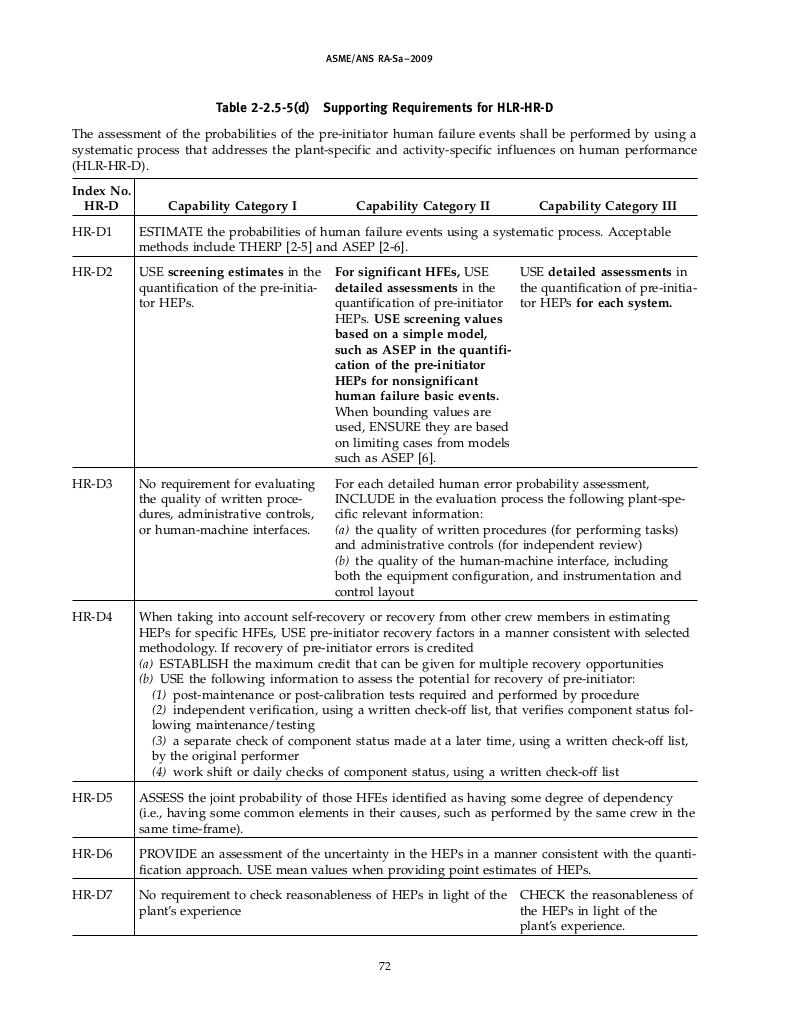 ASME/ANS RA-Sa–2009
Table 2-2.5-5(d) Supporting Requirements for HLR-HR-D
The assessment of the probabilities of the pre-initiator human failure events shall be performed by using a
systematic process that addresses the plant-specific and activity-specific influences on human performance
(HLR-HR-D).
Index No.
HR-D
Capability Category I
Capability Category II
Capability Category III
HR-D1
ESTIMATE the probabilities of human failure events using a systematic process. Acceptable
methods include THERP [2-5] and ASEP [2-6].
HR-D2
USE screening estimates in the
quantification of the pre-initia-
tor HEPs.
For significant HFEs, USE
detailed assessments in the
quantification of pre-initiator
HEPs. USE screening values
based on a simple model,
such as ASEP in the quantifi-
cation of the pre-initiator
HEPs for nonsignificant
human failure basic events.
When bounding values are
used, ENSURE they are based
on limiting cases from models
such as ASEP [6].
USE detailed assessments in
the quantification of pre-initia-
tor HEPs for each system.
HR-D3
No requirement for evaluating
the quality of written proce-
dures, administrative controls,
or human-machine interfaces.
For each detailed human error probability assessment,
INCLUDE in the evaluation process the following plant-spe-
cific relevant information:
(a) the quality of written procedures (for performing tasks)
and administrative controls (for independent review)
(b) the quality of the human-machine interface, including
both the equipment configuration, and instrumentation and
control layout
HR-D4
When taking into account self-recovery or recovery from other crew members in estimating
HEPs for specific HFEs, USE pre-initiator recovery factors in a manner consistent with selected
methodology. If recovery of pre-initiator errors is credited
(a) ESTABLISH the maximum credit that can be given for multiple recovery opportunities
(b) USE the following information to assess the potential for recovery of pre-initiator:
(1) post-maintenance or post-calibration tests required and performed by procedure
(2) independent verification, using a written check-off list, that verifies component status fol-
lowing maintenance/testing
(3) a separate check of component status made at a later time, using a written check-off list,
by the original performer
(4) work shift or daily checks of component status, using a written check-off list
HR-D5
ASSESS the joint probability of those HFEs identified as having some degree of dependency
(i.e., having some common elements in their causes, such as performed by the same crew in the
same time-frame).
HR-D6
PROVIDE an assessment of the uncertainty in the HEPs in a manner consistent with the quanti-
fication approach. USE mean values when providing point estimates of HEPs.
HR-D7
No requirement to check reasonableness of HEPs in light of the
plant's experience
CHECK the reasonableness of
the HEPs in light of the
plant's experience.
72